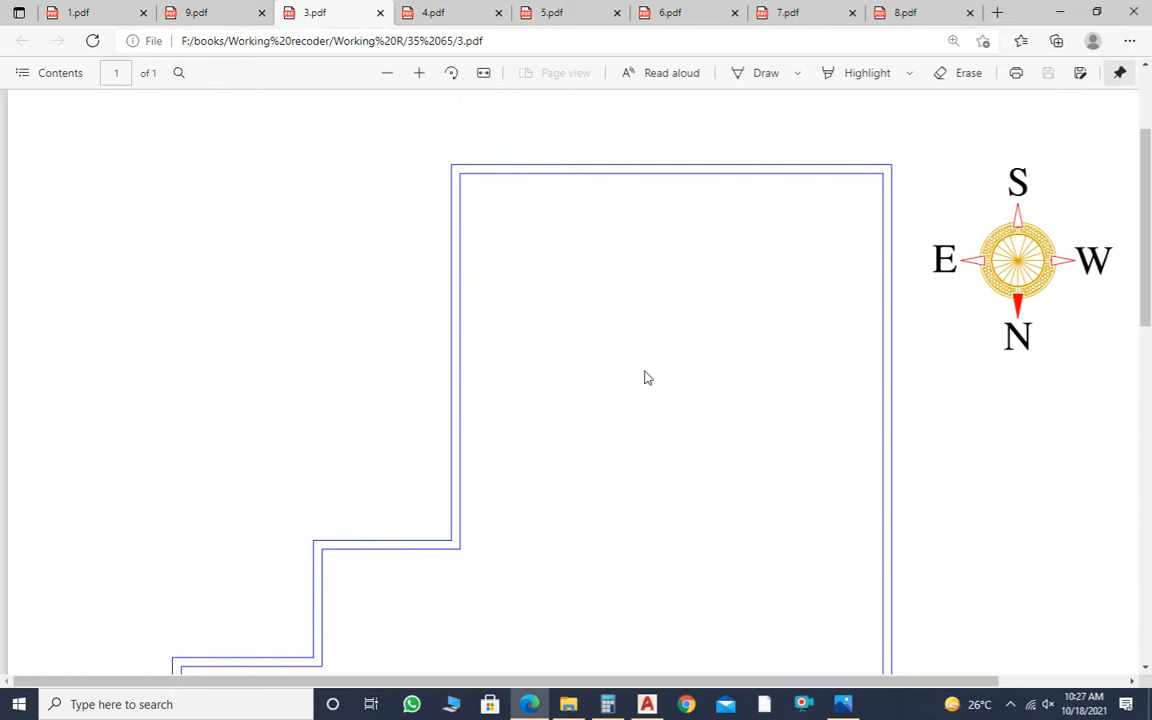 1.pdf
9.pdf
3.pdf
4.pdf
5.pdf
6.pdf
7.pdf
8.pdf
File F:/books/Working%20recoder/Working%20R/35%2065/3.pdf
Contents 1 of 1 Page view Read aloud Draw Highlight Erase
S
E W
N
Type here to search
26°C
10:27 AM
10/18/2021